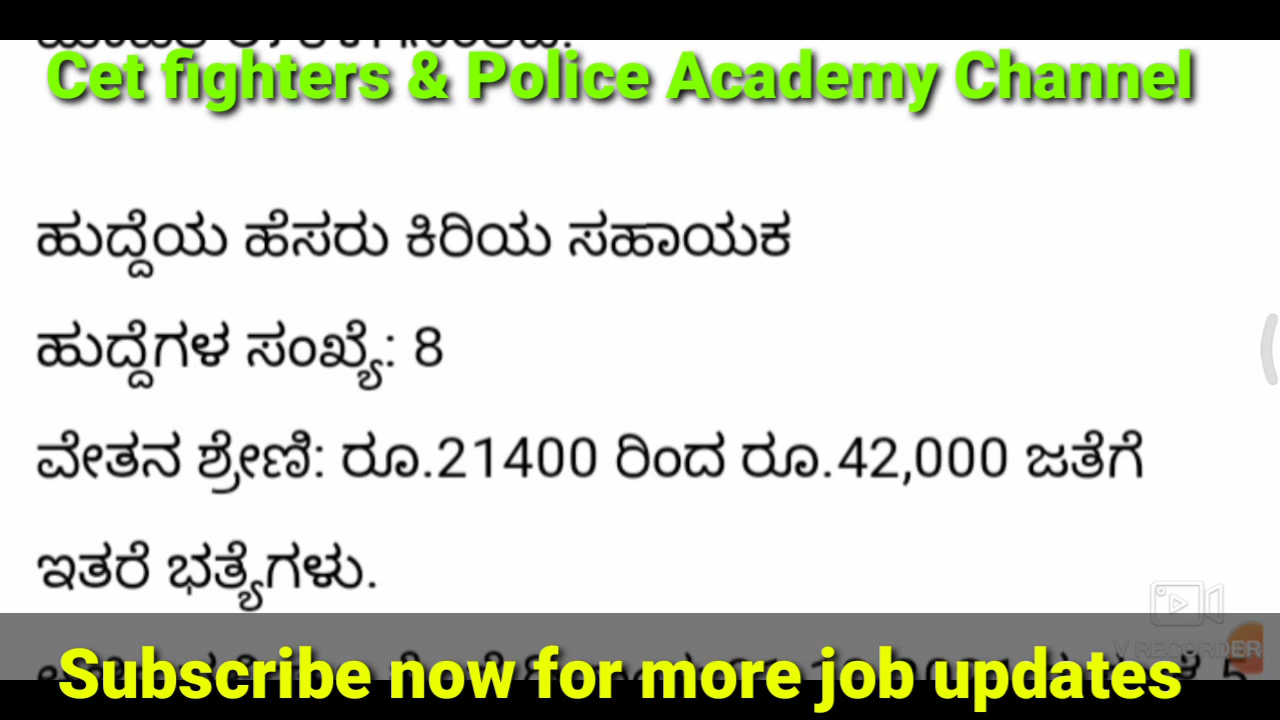 Cet fighters & Police Academy Channel
ಹುದ್ದೆಯ ಹೆಸರು ಕಿರಿಯ ಸಹಾಯಕ
ಹುದ್ದೆಗಳ ಸಂಖ್ಯೆ: 8
ವೇತನ ಶ್ರೇಣಿ: ರೂ.21400 ರಿಂದ ರೂ.42,000 ಜತೆಗೆ
ಇತರೆ ಭತ್ಯೆಗಳು.
V RECORDER
Subscribe now for more job updates